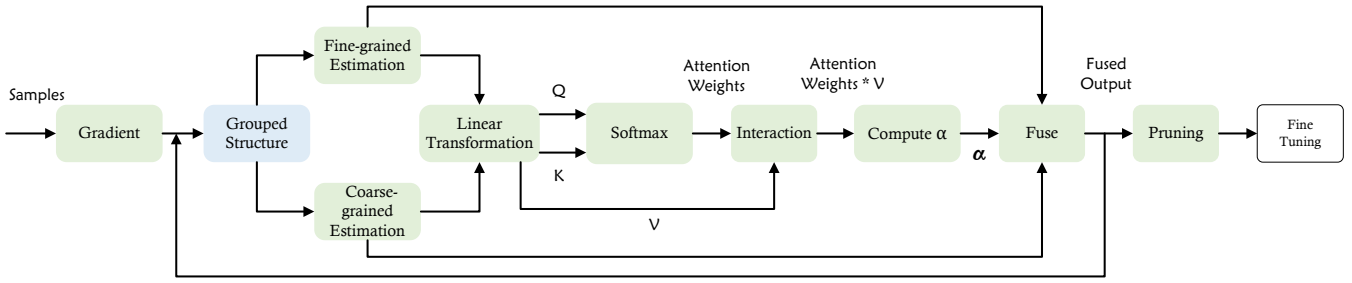 Samples
Gradient
Grouped
Structure
Fine-grained
Estimation
Coarse-
grained
Estimation
Linear
Transformation
Q
K
V
Softmax
Attention
Weights
Interaction
Attention
Weights * V
Compute α
α
Fuse
Fused
Output
Pruning
Fine
Tuning